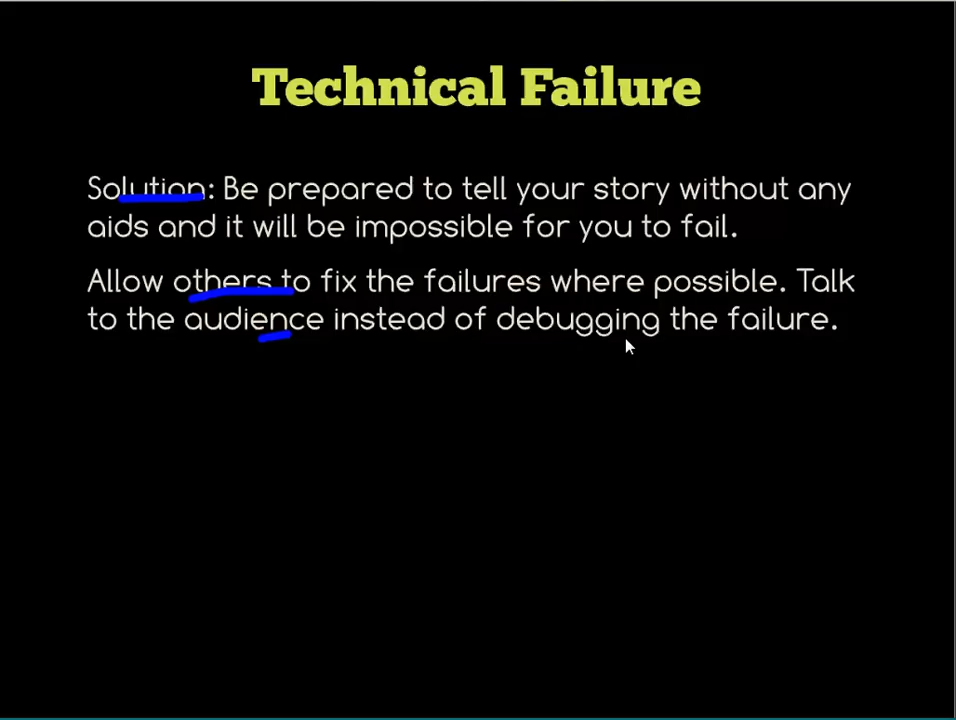 Technical Failure
Solution: Be prepared to tell your story without any
aids and it will be impossible for you to fail.
Allow others to fix the failures where possible. Talk
to the audience instead of debugging the failure.